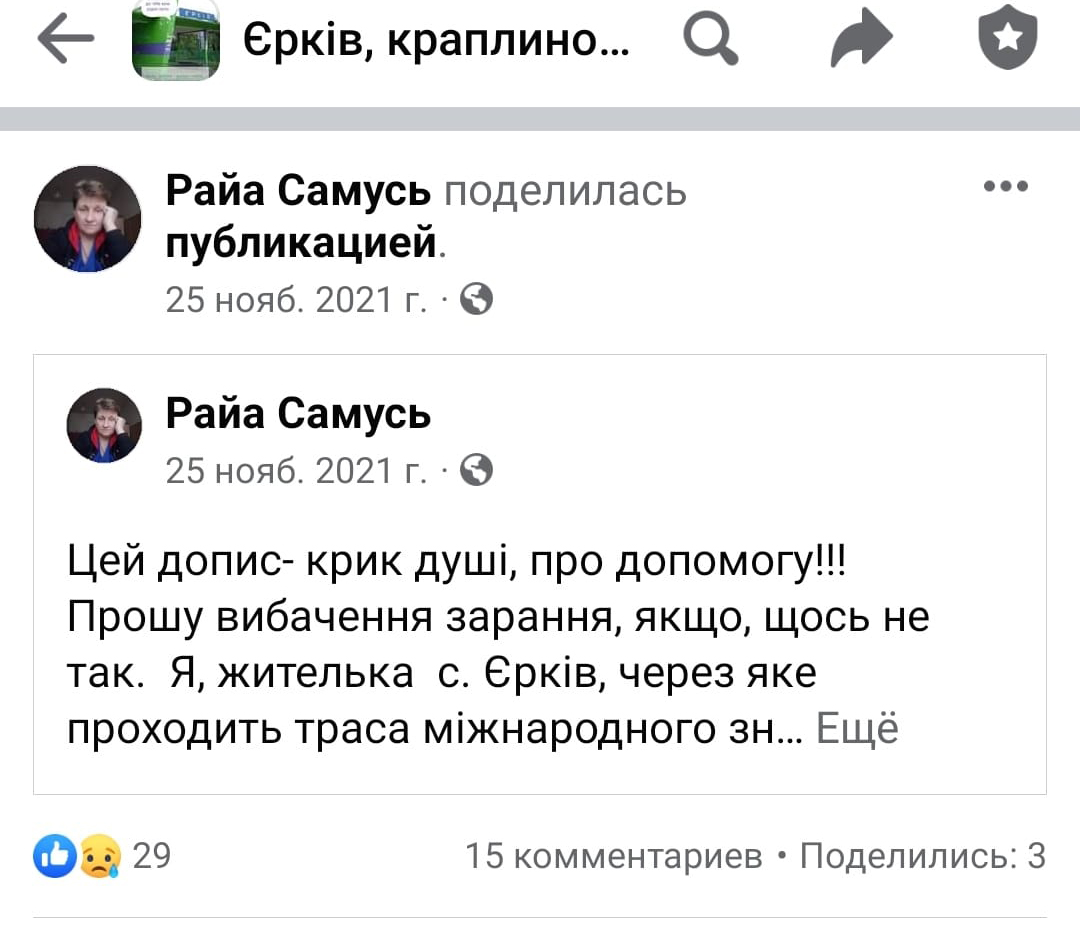 Єрків, краплино...
Райа Самусь поделилась
публикацией.
25 нояб. 2021 г. ·
Райа Самусь
25 нояб. 2021 г. ·
Цей допис- крик душі, про допомогу!!!
Прошу вибачення зарання, якщо, щось не
так. Я, жителька с. Єрків, через яке
проходить траса міжнародного зн... Ещё
29
15 комментариев • Поделились: 3